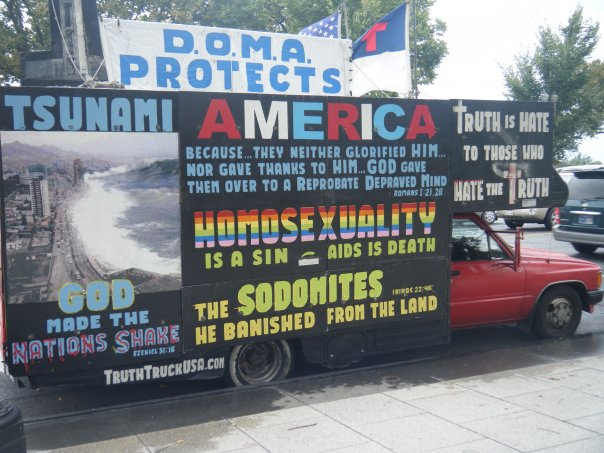 D.O.M.A.
PROTECTS
TSUNAMI
GOD
MADE THE
NATIONS SHAKE
EZEKIEL 31:16
AMERICA
BECAUSE...THEY NEITHER GLORIFIED HIM...
NOR GAVE THANKS TO HIM...GOD GAVE
THEM OVER TO A REPROBATE DEPRAVED MIND
ROMANS 1:21,28
HOMOSEXUALITY
IS A SIN AIDS IS DEATH
THE SODOMITES
1 KINGS 22:46
HE BANISHED FROM THE LAND
TRUTH IS HATE
TO THOSE WHO
HATE THE TRUTH
TRUTHTRUCKUSA.COM